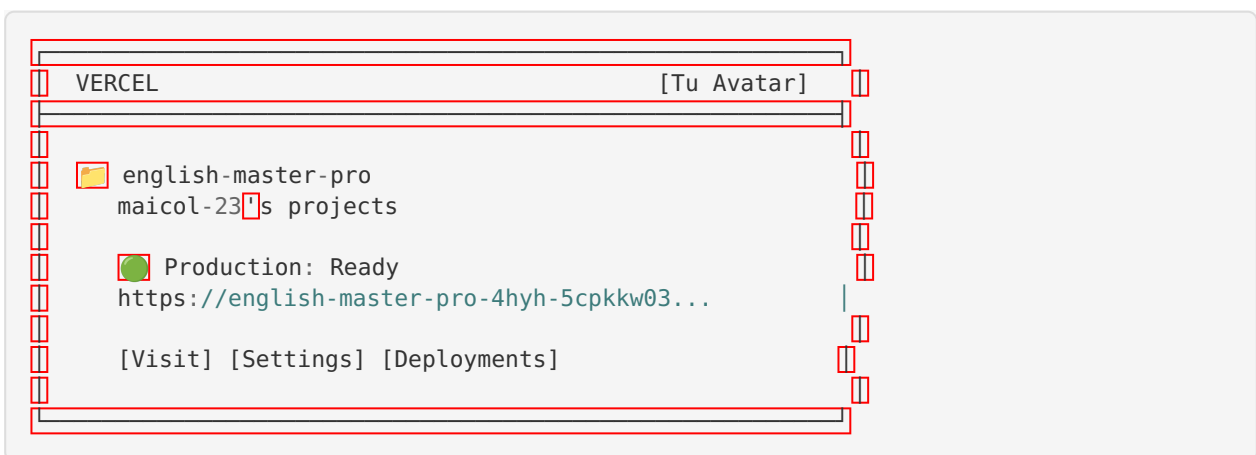 VERCEL [Tu Avatar]
📁 english-master-pro
maicol-23's projects
🟢 Production: Ready
https://english-master-pro-4hyh-5cpkkw03...
[Visit] [Settings] [Deployments]